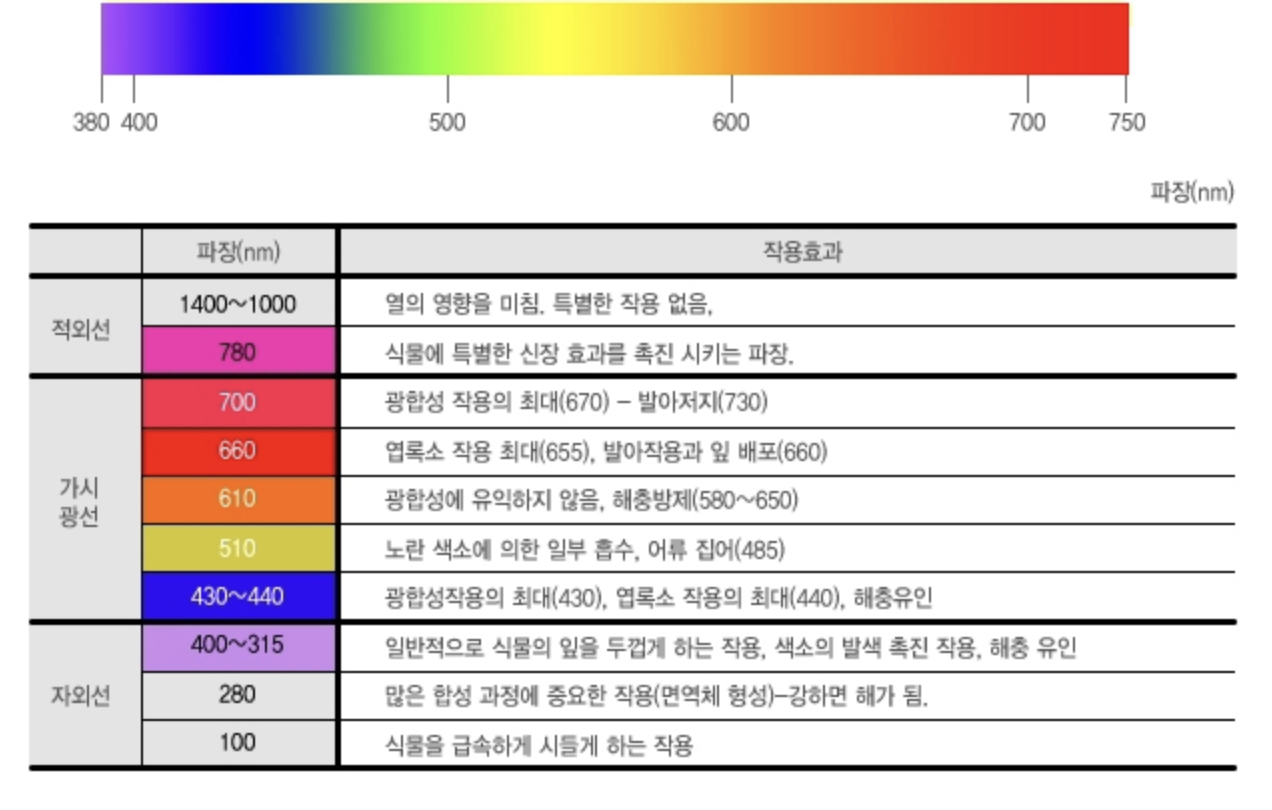 380 400 500 600 700 750
파장(nm)
파장(nm) 작용효과
적외선
1400~1000 열의 영향을 미침. 특별한 작용 없음,
780 식물에 특별한 신장 효과를 촉진 시키는 파장.
가시
광선
700 광합성 작용의 최대(670) - 발아저지(730)
660 엽록소 작용 최대(655), 발아작용과 잎 배포(660)
610 광합성에 유익하지 않음, 해충방제(580~650)
510 노란 색소에 의한 일부 흡수, 어류 집어(485)
430~440 광합성작용의 최대(430), 엽록소 작용의 최대(440), 해충유인
자외선
400~315 일반적으로 식물의 잎을 두껍게 하는 작용, 색소의 발색 촉진 작용, 해충 유인
280 많은 합성 과정에 중요한 작용(면역체 형성)-강하면 해가 됨.
100 식물을 급속하게 시들게 하는 작용